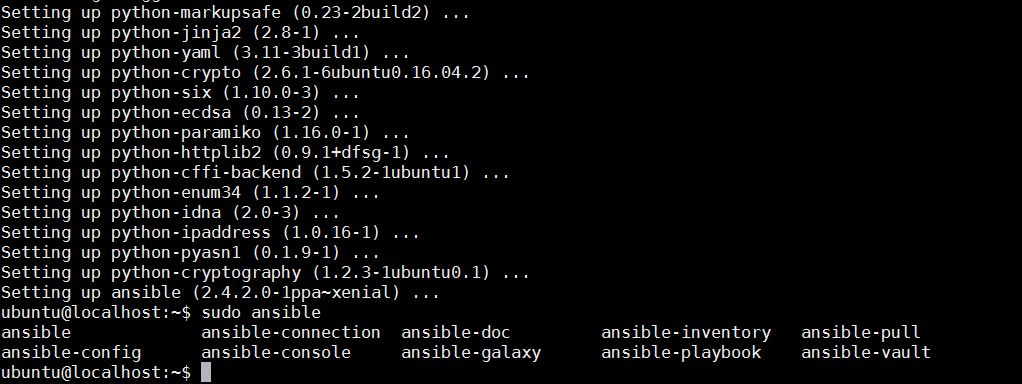 Setting up python-markupsafe (0.23-2build2) ...
Setting up python-jinja2 (2.8-1) ...
Setting up python-yaml (3.11-3build1) ...
Setting up python-crypto (2.6.1-6ubuntu0.16.04.2) ...
Setting up python-six (1.10.0-3) ...
Setting up python-ecdsa (0.13-2) ...
Setting up python-paramiko (1.16.0-1) ...
Setting up python-httplib2 (0.9.1+dfsg-1) ...
Setting up python-cffi-backend (1.5.2-1ubuntu1) ...
Setting up python-enum34 (1.1.2-1) ...
Setting up python-idna (2.0-3) ...
Setting up python-ipaddress (1.0.16-1) ...
Setting up python-pyasn1 (0.1.9-1) ...
Setting up python-cryptography (1.2.3-1ubuntu0.1) ...
Setting up ansible (2.4.2.0-1ppa~xenial) ...
ubuntu@localhost:~$ sudo ansible
ansible             ansible-connection  ansible-doc         ansible-inventory   ansible-pull
ansible-config      ansible-console     ansible-galaxy      ansible-playbook    ansible-vault
ubuntu@localhost:~$